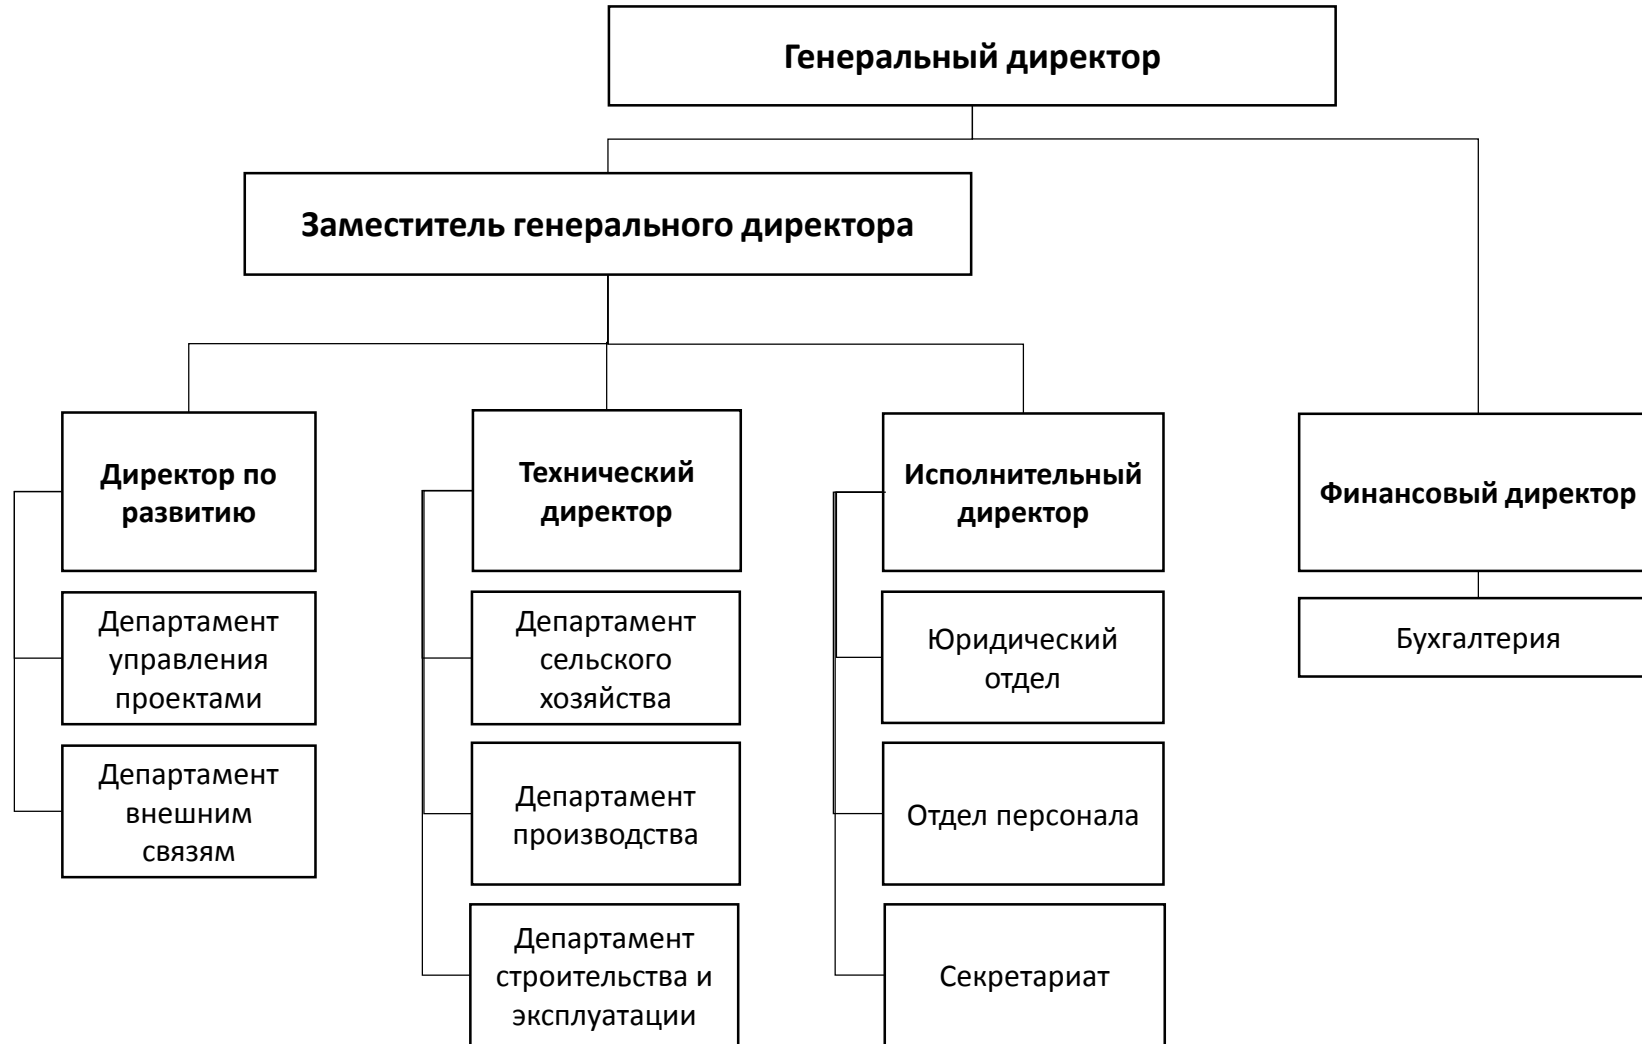 Генеральный директор
Заместитель генерального директора
Директор по
развитию
Технический
директор
Исполнительный
директор
Финансовый директор
Департамент
управления
проектами
Департамент
сельского
хозяйства
Юридический
отдел
Бухгалтерия
Департамент
внешним
связям
Департамент
производства
Отдел персонала
Департамент
строительства и
эксплуатации
Секретариат